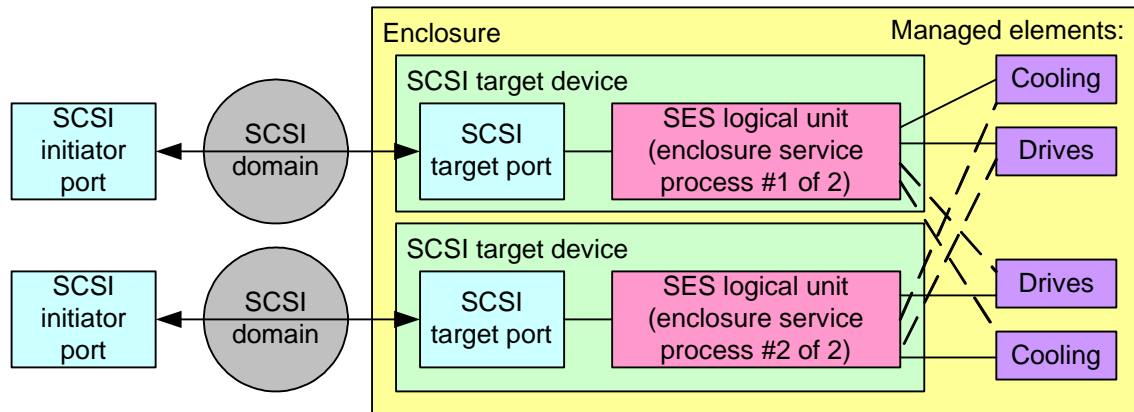 Enclosure
Managed elements:
SCSI target device
SCSI
initiator
port
SCSI
domain
SCSI
target port
SES logical unit
(enclosure service
process #1 of 2)
Cooling
Drives
SCSI target device
SCSI
initiator
port
SCSI
domain
SCSI
target port
SES logical unit
(enclosure service
process #2 of 2)
Drives
Cooling